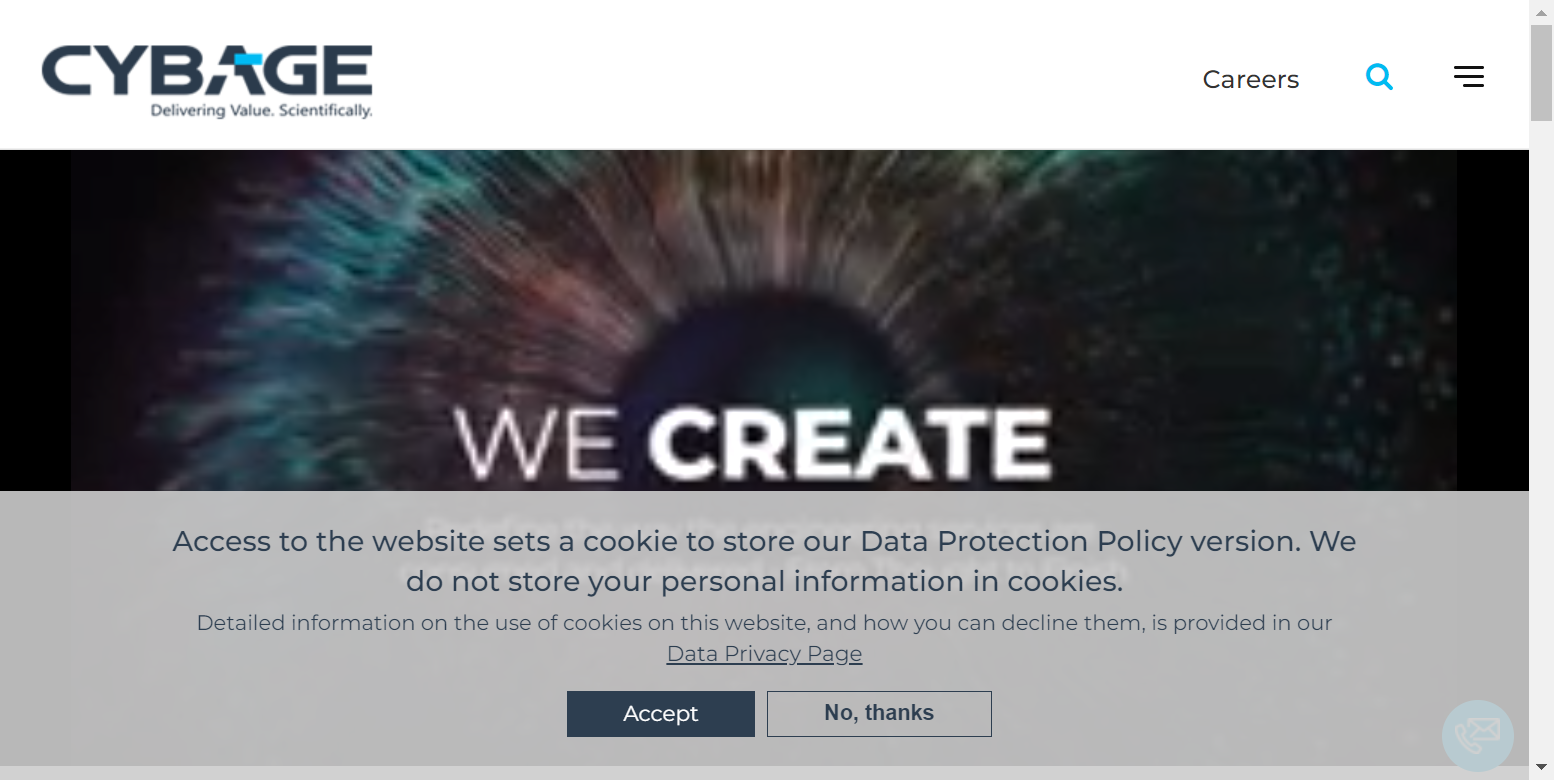 CYBAGE
Delivering Value. Scientifically.
Careers
WE CREATE
Access to the website sets a cookie to store our Data Protection Policy version. We
do not store your personal information in cookies.
Detailed information on the use of cookies on this website, and how you can decline them, is provided in our
Data Privacy Page
Accept
No, thanks